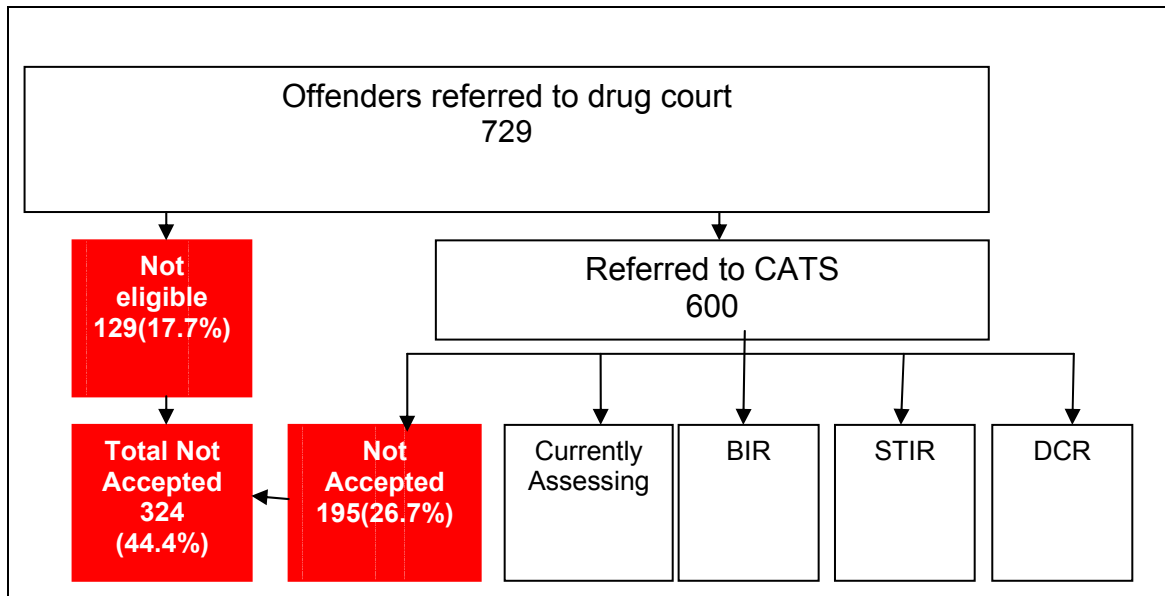 Offenders referred to drug court
729
Not
eligible
129(17.7%)
Referred to CATS
600
Total Not
Accepted
324
(44.4%)
Not
Accepted
195(26.7%)
Currently
Assessing
BIR
STIR
DCR